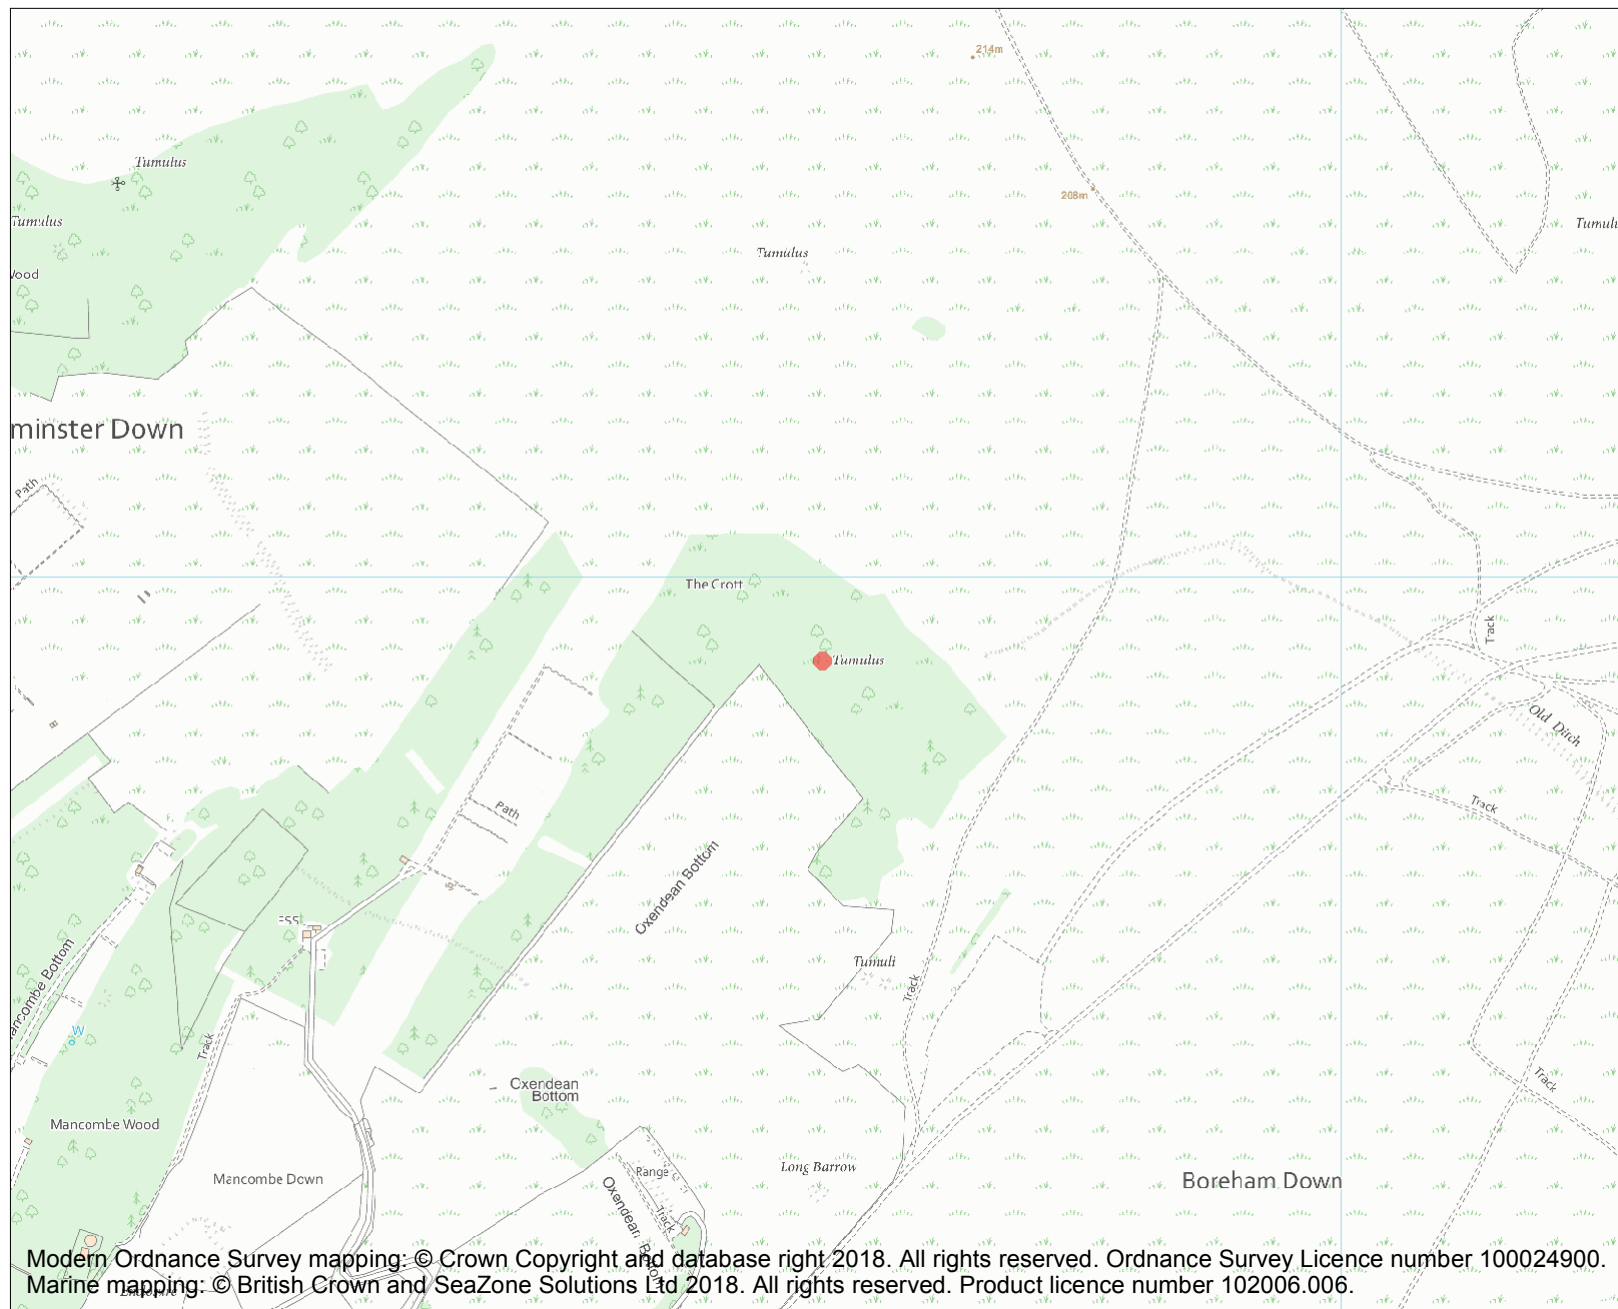 214m
Tumulus
208m
Tumulus
Tumulus
Tumulus
minster Down
Path
The Croft
Track
Tumulus
Old Ditch
Path
Track
Oxendean Bottom
ESS
Tumuli
Track
Mancombe Bottom
W
Track
Oxendean
Bottom
Track
Mancombe Wood
Long Barrow
Range
Mancombe Down
Boreham Down
Oxendean Bottom
Track
Modern Ordnance Survey mapping: © Crown Copyright and database right 2018. All rights reserved. Ordnance Survey Licence number 100024900.
Marine mapping: © British Crown and SeaZone Solutions Ltd 2018. All rights reserved. Product licence number 102006.006.